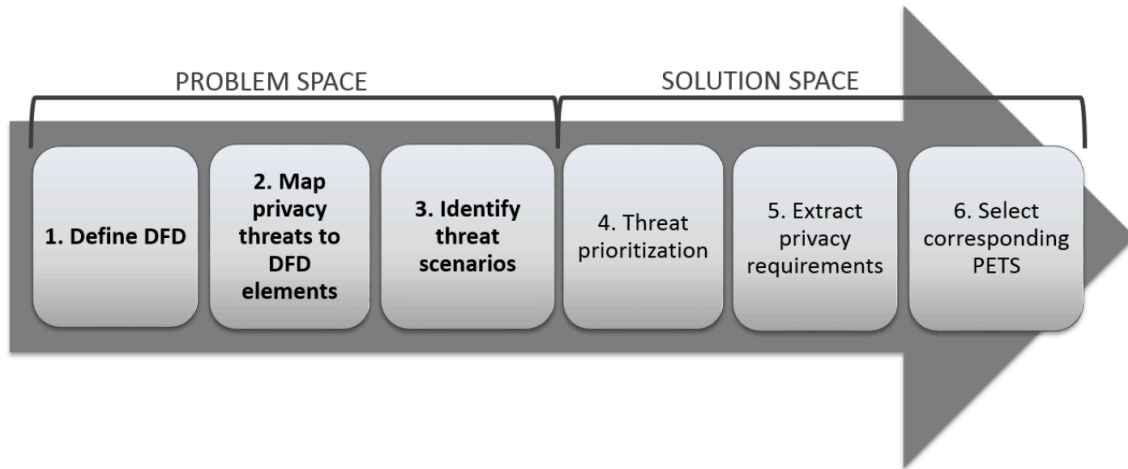 PROBLEM SPACE
SOLUTION SPACE
1. Define DFD
2. Map
privacy
threats to
DFD
elements
3. Identify
threat
scenarios
4. Threat
prioritization
5. Extract
privacy
requirements
6. Select
corresponding
PETS